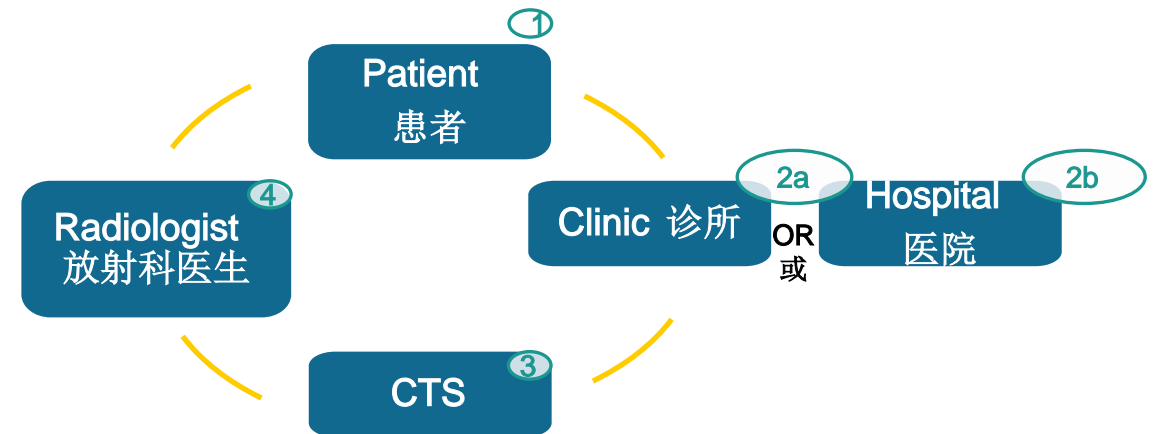 1
Patient
患者
2a
2b
Clinic 诊所
OR
或
Hospital
医院
3
CTS
4
Radiologist
放射科医生